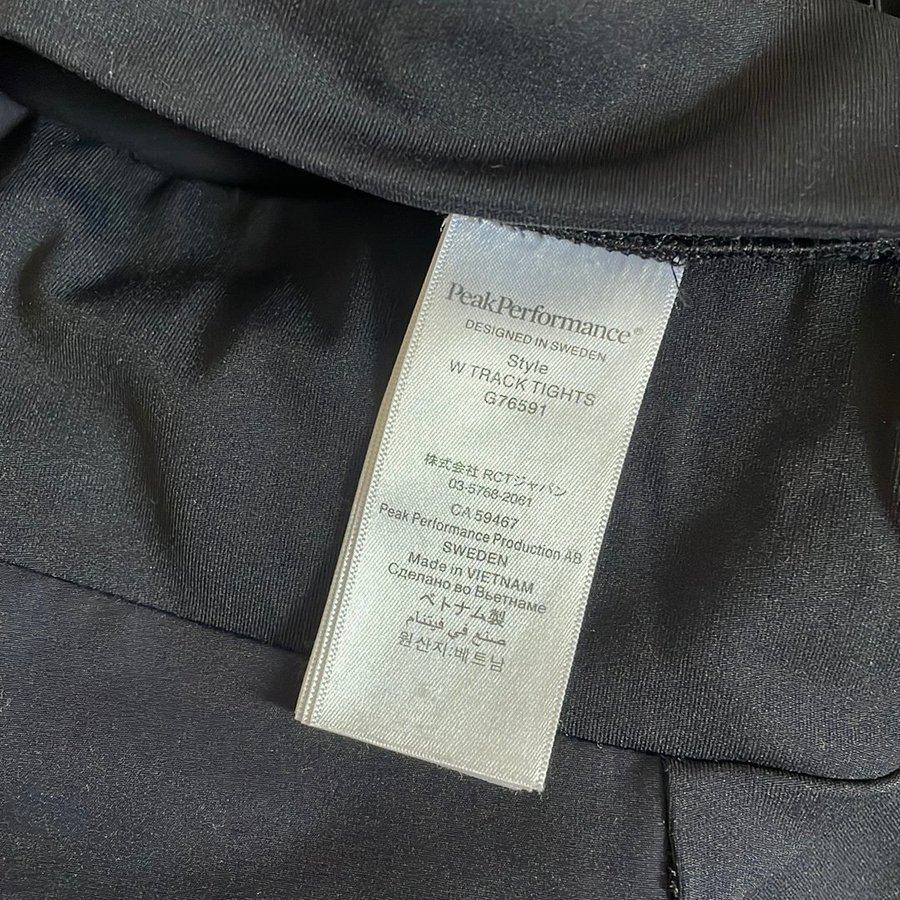 PeakPerformance®
DESIGNED IN SWEDEN
Style
W TRACK TIGHTS
G76591
株式会社 RCTジャパン
03-5768-2061
CA 59467
Peak Performance Production AB
SWEDEN
Made in VIETNAM
Сделано во Вьетнаме
ベトナム製
صنع في فيتنام
원산지:베트남